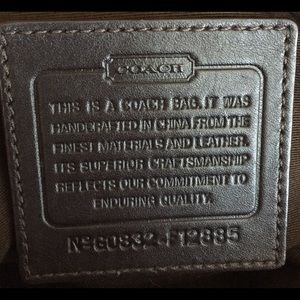 COACH
THIS IS A COACH BAG. IT WAS
HANDCRAFTED IN CHINA FROM THE
FINEST MATERIALS AND LEATHER.
ITS SUPERIOR CRAFTSMANSHIP
REFLECTS OUR COMMITMENT TO
ENDURING QUALITY.
Nº G0832-F12885